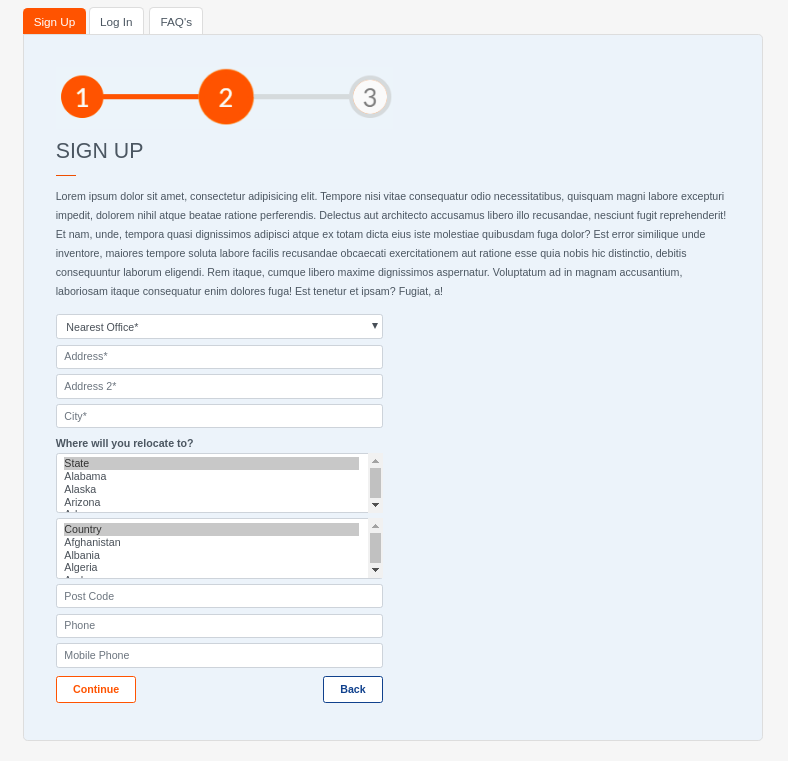 Sign Up
Log In
FAQ's
1
2
3
SIGN UP
Lorem ipsum dolor sit amet, consectetur adipisicing elit. Tempore nisi vitae consequatur odio necessitatibus, quisquam magni labore excepturi
impedit, dolorem nihil atque beatae ratione perferendis. Delectus aut architecto accusamus libero illo recusandae, nesciunt fugit reprehenderit!
Et nam, unde, tempora quasi dignissimos adipisci atque ex totam dicta eius iste molestiae quibusdam fuga dolor? Est error similique unde
inventore, maiores tempore soluta labore facilis recusandae obcaecati exercitationem aut ratione esse quia nobis hic distinctio, debitis
consequuntur laborum eligendi. Rem itaque, cumque libero maxime dignissimos aspernatur. Voluptatum ad in magnam accusantium,
laboriosam itaque consequatur enim dolores fuga! Est tenetur et ipsam? Fugiat, a!
Nearest Office*
Address*
Address 2*
City*
Where will you relocate to?
State
Alabama
Alaska
Arizona
Country
Afghanistan
Albania
Algeria
Post Code
Phone
Mobile Phone
Continue
Back